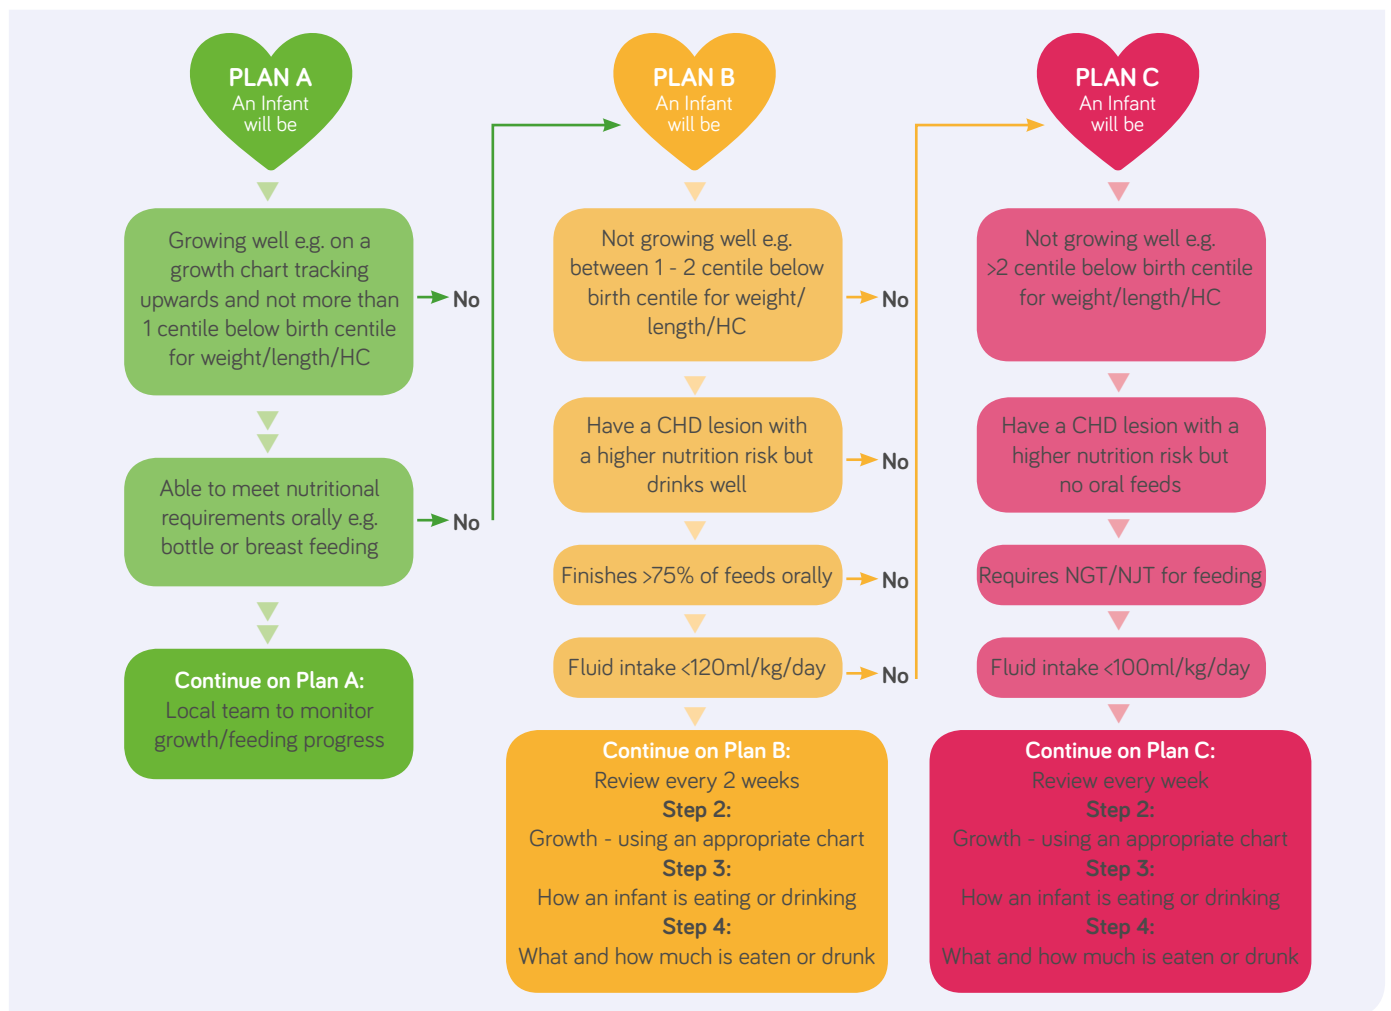 PLAN A
An Infant
will be
Growing well e.g. on a
growth chart tracking
upwards and not more than
1 centile below birth centile
for weight/length/HC
No
Able to meet nutritional
requirements orally e.g.
bottle or breast feeding
No
Continue on Plan A:
Local team to monitor
growth/feeding progress
PLAN B
An Infant
will be
Not growing well e.g.
between 1 - 2 centile below
birth centile for weight/
length/HC
No
Have a CHD lesion with
a higher nutrition risk but
drinks well
No
Finishes >75% of feeds orally
No
Fluid intake <120ml/kg/day
No
Continue on Plan B:
Review every 2 weeks
Step 2:
Growth - using an appropriate chart
Step 3:
How an infant is eating or drinking
Step 4:
What and how much is eaten or drunk
PLAN C
An Infant
will be
Not growing well e.g.
>2 centile below birth centile
for weight/length/HC
Have a CHD lesion with a
higher nutrition risk but
no oral feeds
Requires NGT/NJT for feeding
Fluid intake <100ml/kg/day
Continue on Plan C:
Review every week
Step 2:
Growth - using an appropriate chart
Step 3:
How an infant is eating or drinking
Step 4:
What and how much is eaten or drunk